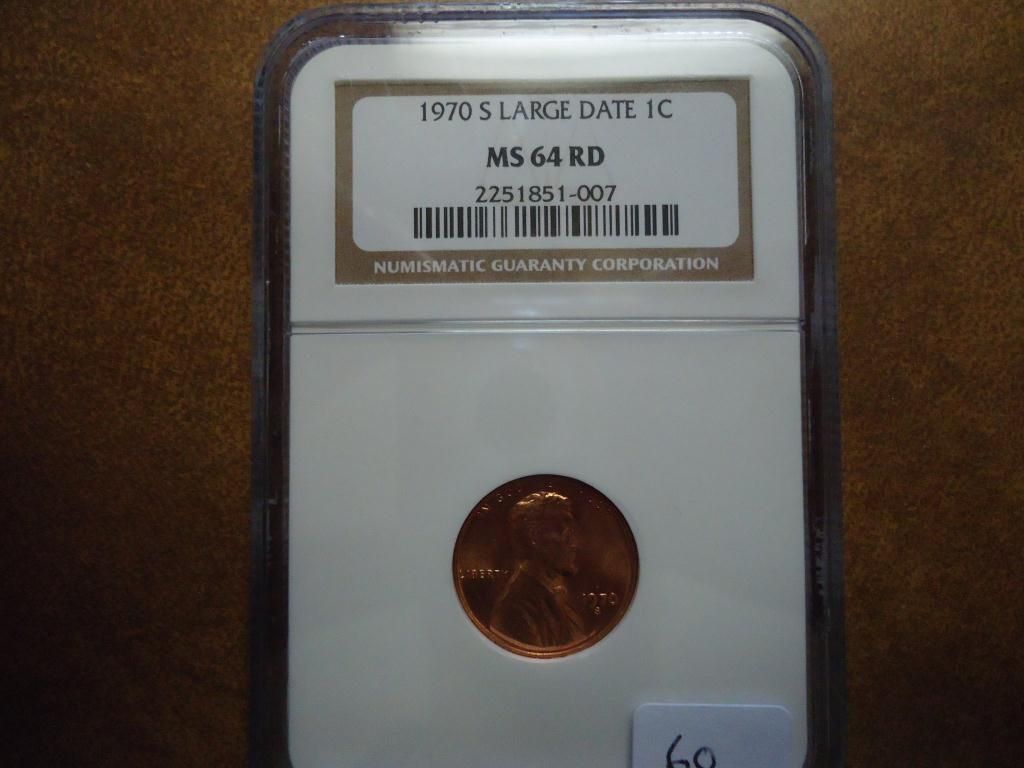 1970 S LARGE DATE 1C
MS 64 RD
2251851-007
NUMISMATIC GUARANTY CORPORATION
LIBERTY
1970
S
60